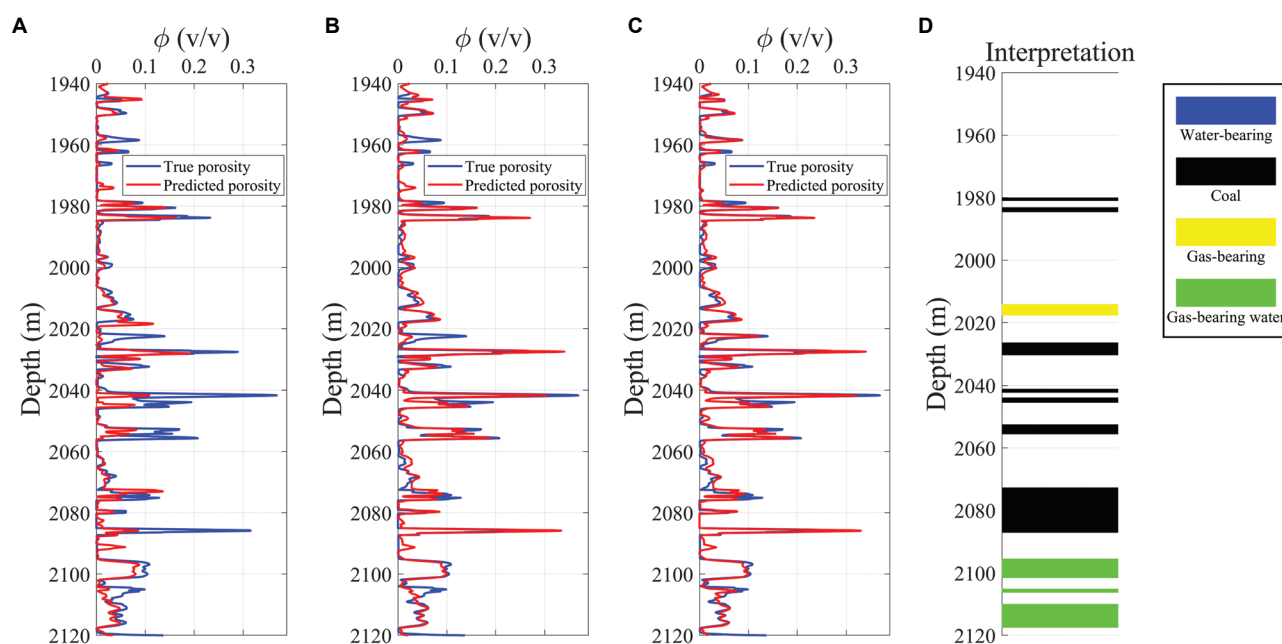 A
ϕ (v/v)
0 0.1 0.2 0.3
Depth (m)
1940
1960
1980
2000
2020
2040
2060
2080
2100
2120
True porosity
Predicted porosity
B
ϕ (v/v)
0 0.1 0.2 0.3
Depth (m)
1940
1960
1980
2000
2020
2040
2060
2080
2100
2120
True porosity
Predicted porosity
C
ϕ (v/v)
0 0.1 0.2 0.3
Depth (m)
1940
1960
1980
2000
2020
2040
2060
2080
2100
2120
True porosity
Predicted porosity
D
Interpretation
Depth (m)
1940
1960
1980
2000
2020
2040
2060
2080
2100
2120
Water-bearing
Coal
Gas-bearing
Gas-bearing water